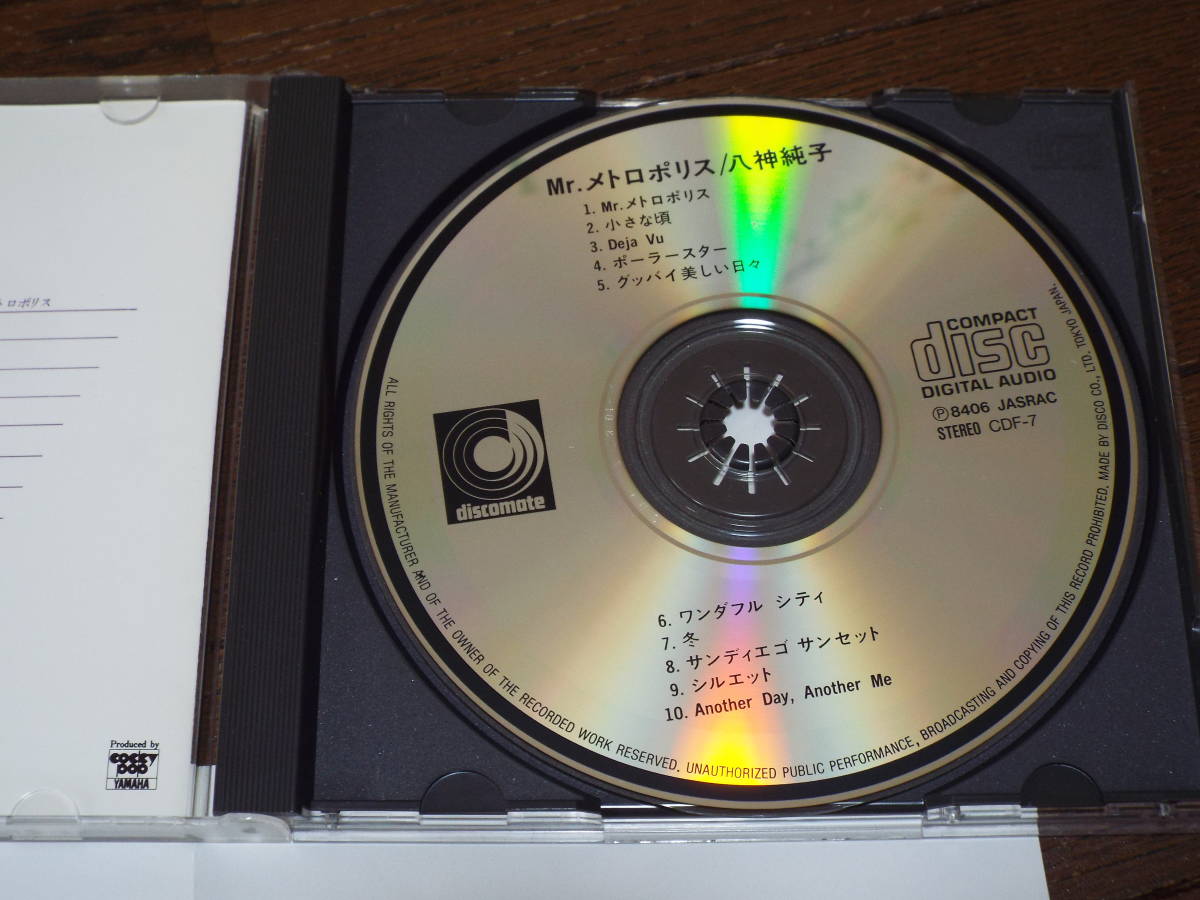 トロポリス
Produced by
cocky
pop
YAMAHA
Mr.メトロポリス/八神純子
1. Mr.メトロポリス
2. 小さな頃
3. Deja Vu
4. ポーラースター
5. グッバイ美しい日々
COMPACT
disc
DIGITAL AUDIO
Ⓟ8406 JASRAC
STEREO CDF-7
discomate
6. ワンダフル シティ
7. 冬
8. サンディエゴ サンセット
9. シルエット
10. Another Day, Another Me
ALL RIGHTS OF THE MANUFACTURER AND OF THE OWNER OF THE RECORDED WORK RESERVED. UNAUTHORIZED PUBLIC PERFORMANCE, BROADCASTING AND COPYING OF THIS RECORD PROHIBITED. MADE BY DISCO CO., LTD. TOKYO JAPAN.